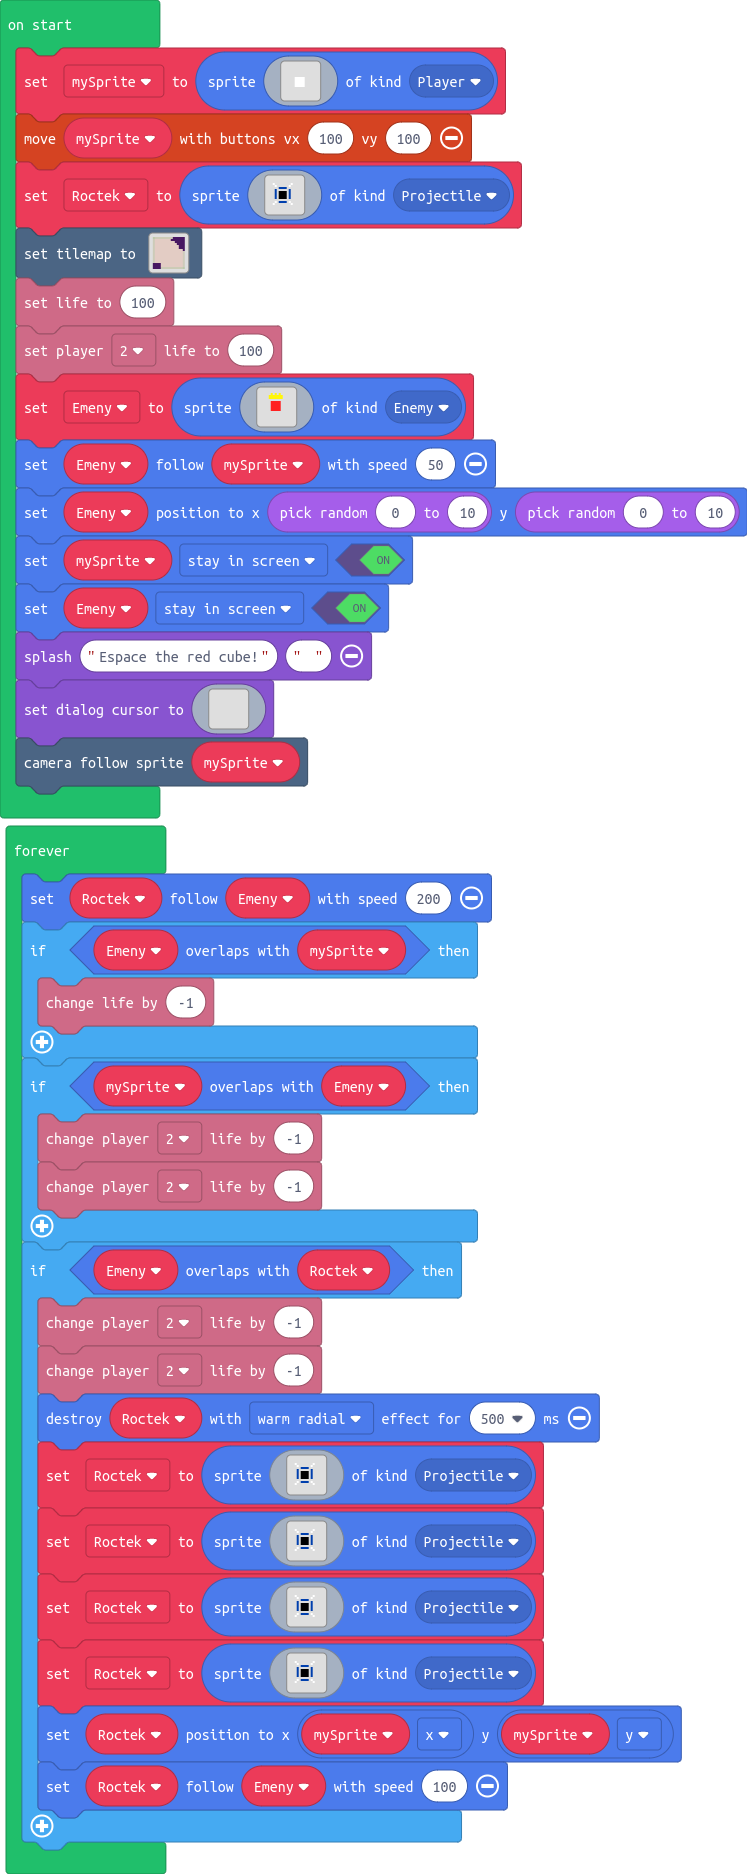 on start
set mySprite to sprite of kind Player
move mySprite with buttons vx 100 vy 100
set Roctek to sprite of kind Projectile
set tilemap to
set life to 100
set player 2 life to 100
set Emeny to sprite of kind Enemy
set Emeny follow mySprite with speed 50
set Emeny position to x pick random 0 to 10 y pick random 0 to 10
set mySprite stay in screen ON
set Emeny stay in screen ON
splash "Espace the red cube!" " "
set dialog cursor to
camera follow sprite mySprite
forever
set Roctek follow Emeny with speed 200
if Emeny overlaps with mySprite then
change life by -1
if mySprite overlaps with Emeny then
change player 2 life by -1
change player 2 life by -1
if Emeny overlaps with Roctek then
change player 2 life by -1
change player 2 life by -1
destroy Roctek with warm radial effect for 500 ms
set Roctek to sprite of kind Projectile
set Roctek to sprite of kind Projectile
set Roctek to sprite of kind Projectile
set Roctek to sprite of kind Projectile
set Roctek position to x mySprite x y mySprite y
set Roctek follow Emeny with speed 100